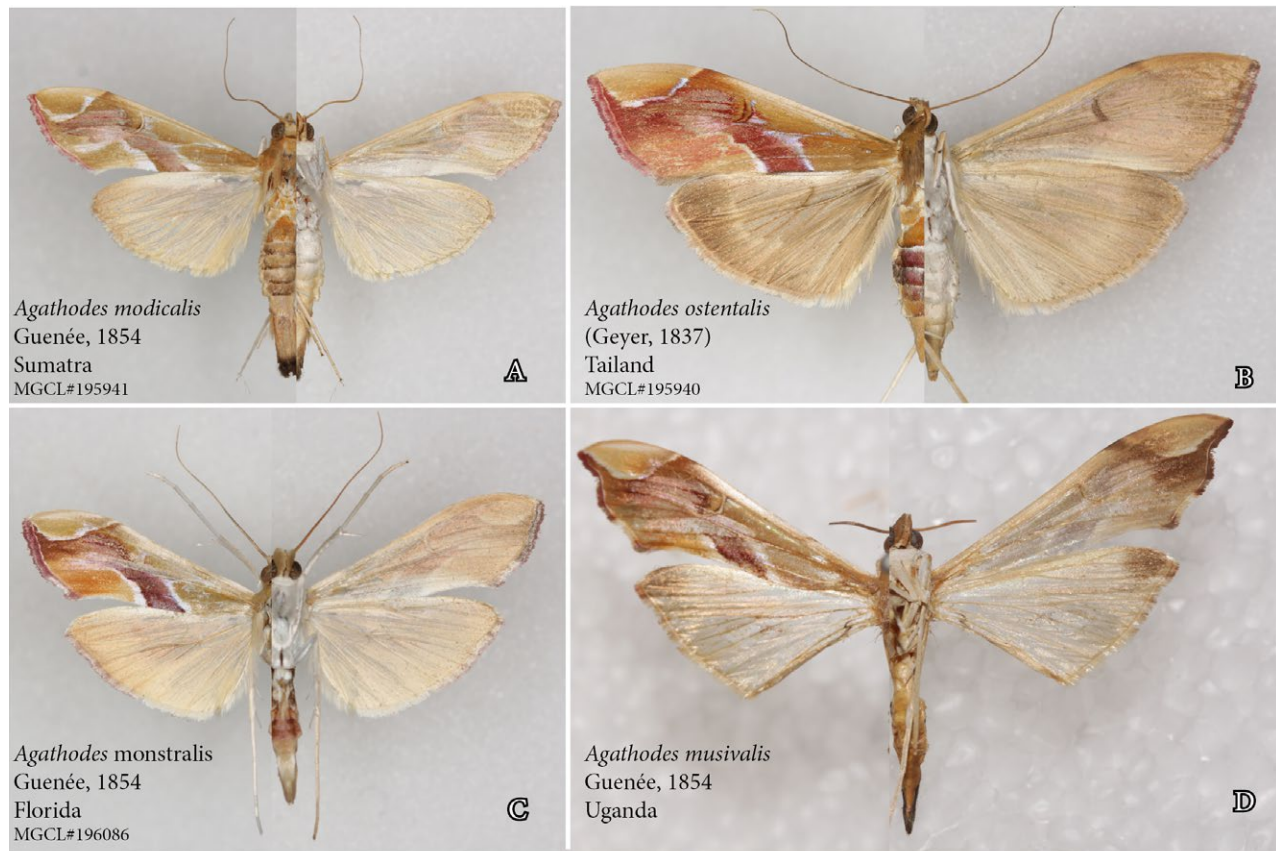 Agathodes modicalis
Guenée, 1854
Sumatra
MGCL#195941
A
Agathodes ostentalis
(Geyer, 1837)
Tailand
MGCL#195940
B
Agathodes monstralis
Guenée, 1854
Florida
MGCL#196086
C
Agathodes musivalis
Guenée, 1854
Uganda
D